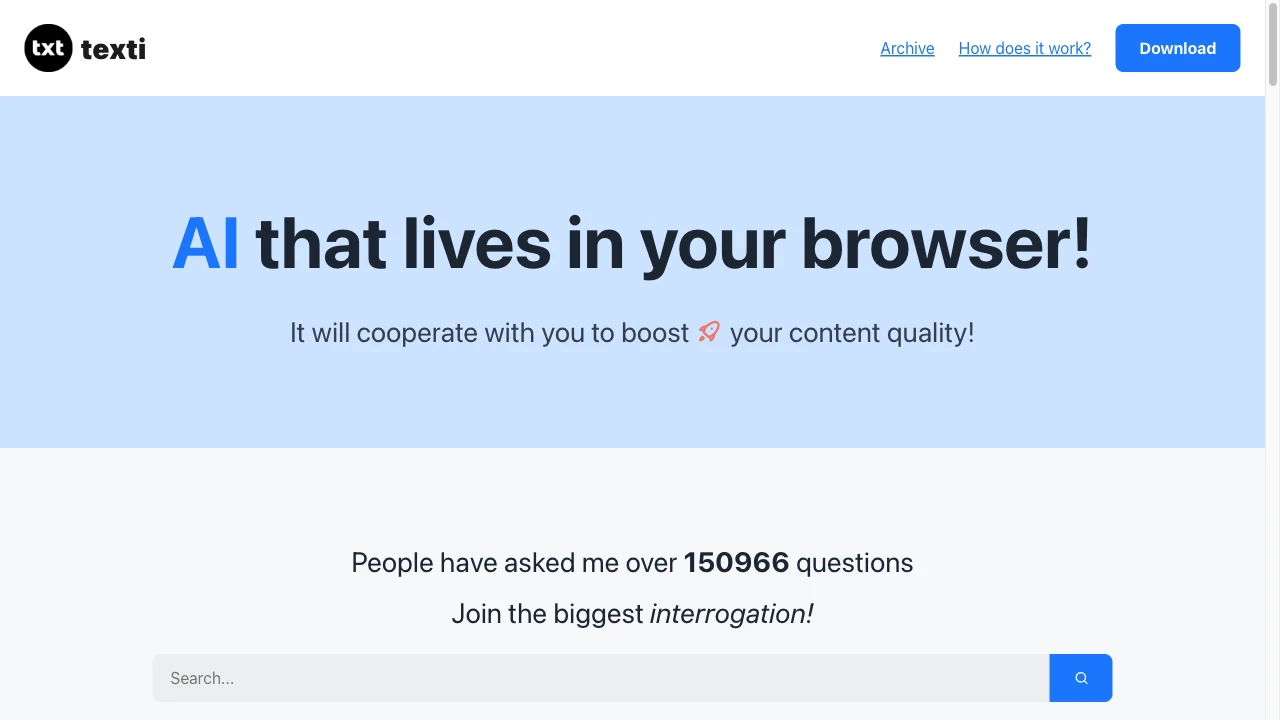 txt texti
Archive How does it work? Download
AI that lives in your browser!
It will cooperate with you to boost your content quality!
People have asked me over 150966 questions
Join the biggest interrogation!
Search...